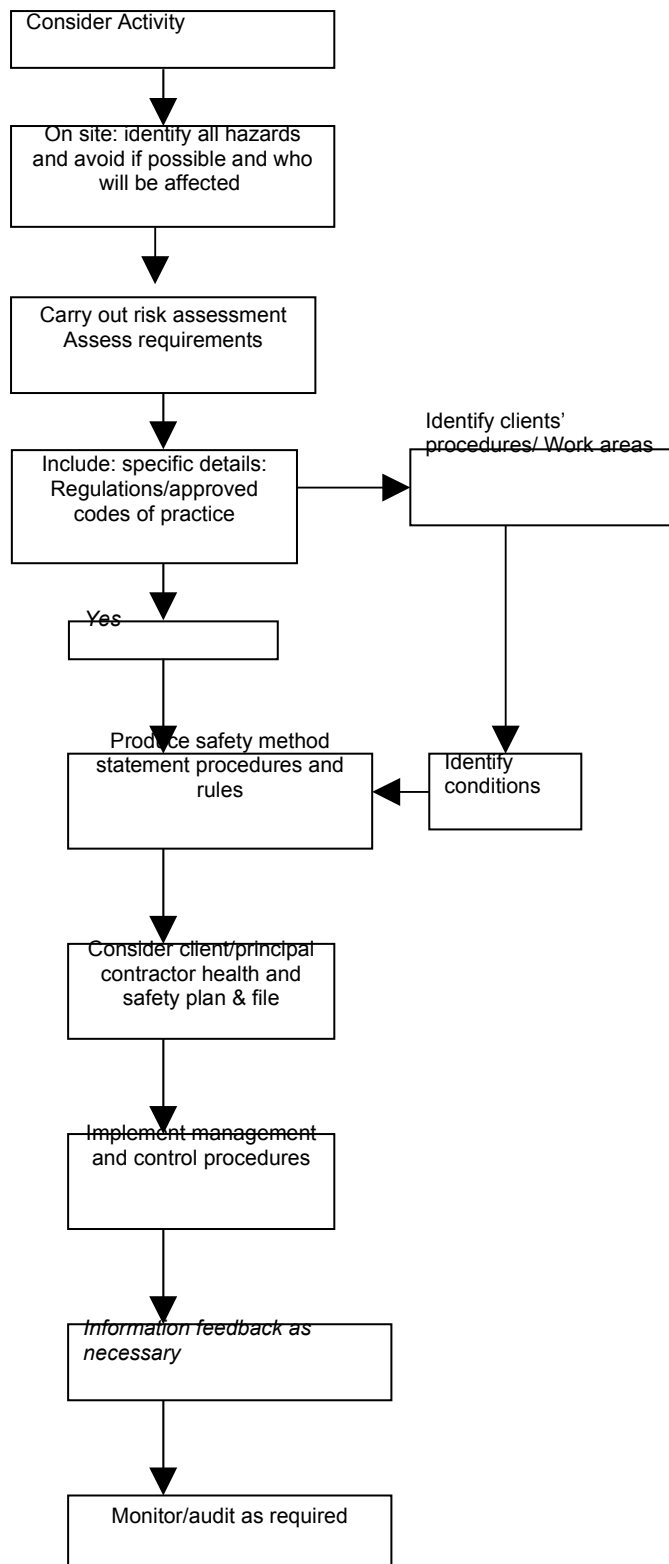 Consider Activity
On site: identify all hazards
and avoid if possible and who
will be affected
Carry out risk assessment
Assess requirements
Identify clients’
procedures/ Work areas
Include: specific details:
Regulations/approved
codes of practice
Yes
Produce safety method
statement procedures and
rules
Identify
conditions
Consider client/principal
contractor health and
safety plan & file
Implement management
and control procedures
Information feedback as
necessary
Monitor/audit as required